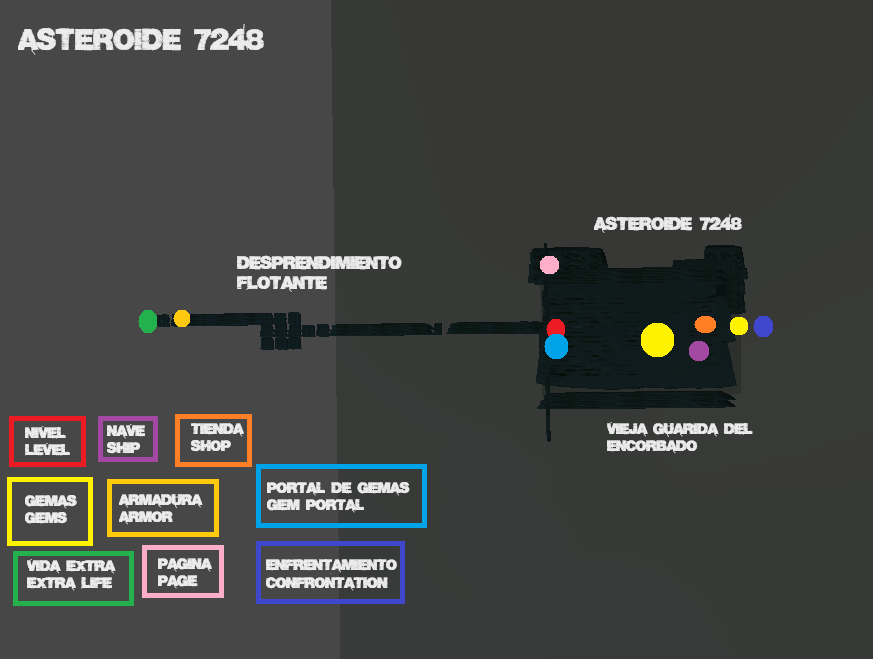 ASTEROIDE 7248
ASTEROIDE 7248
DESPRENDIMIENTO
FLOTANTE
VIEJA GUARIDA DEL
ENCORBADO
NIVEL
LEVEL
NAVE
SHIP
TIENDA
SHOP
GEMAS
GEMS
ARMADURA
ARMOR
PORTAL DE GEMAS
GEM PORTAL
VIDA EXTRA
EXTRA LIFE
PAGINA
PAGE
ENFRENTAMIENTO
CONFRONTATION